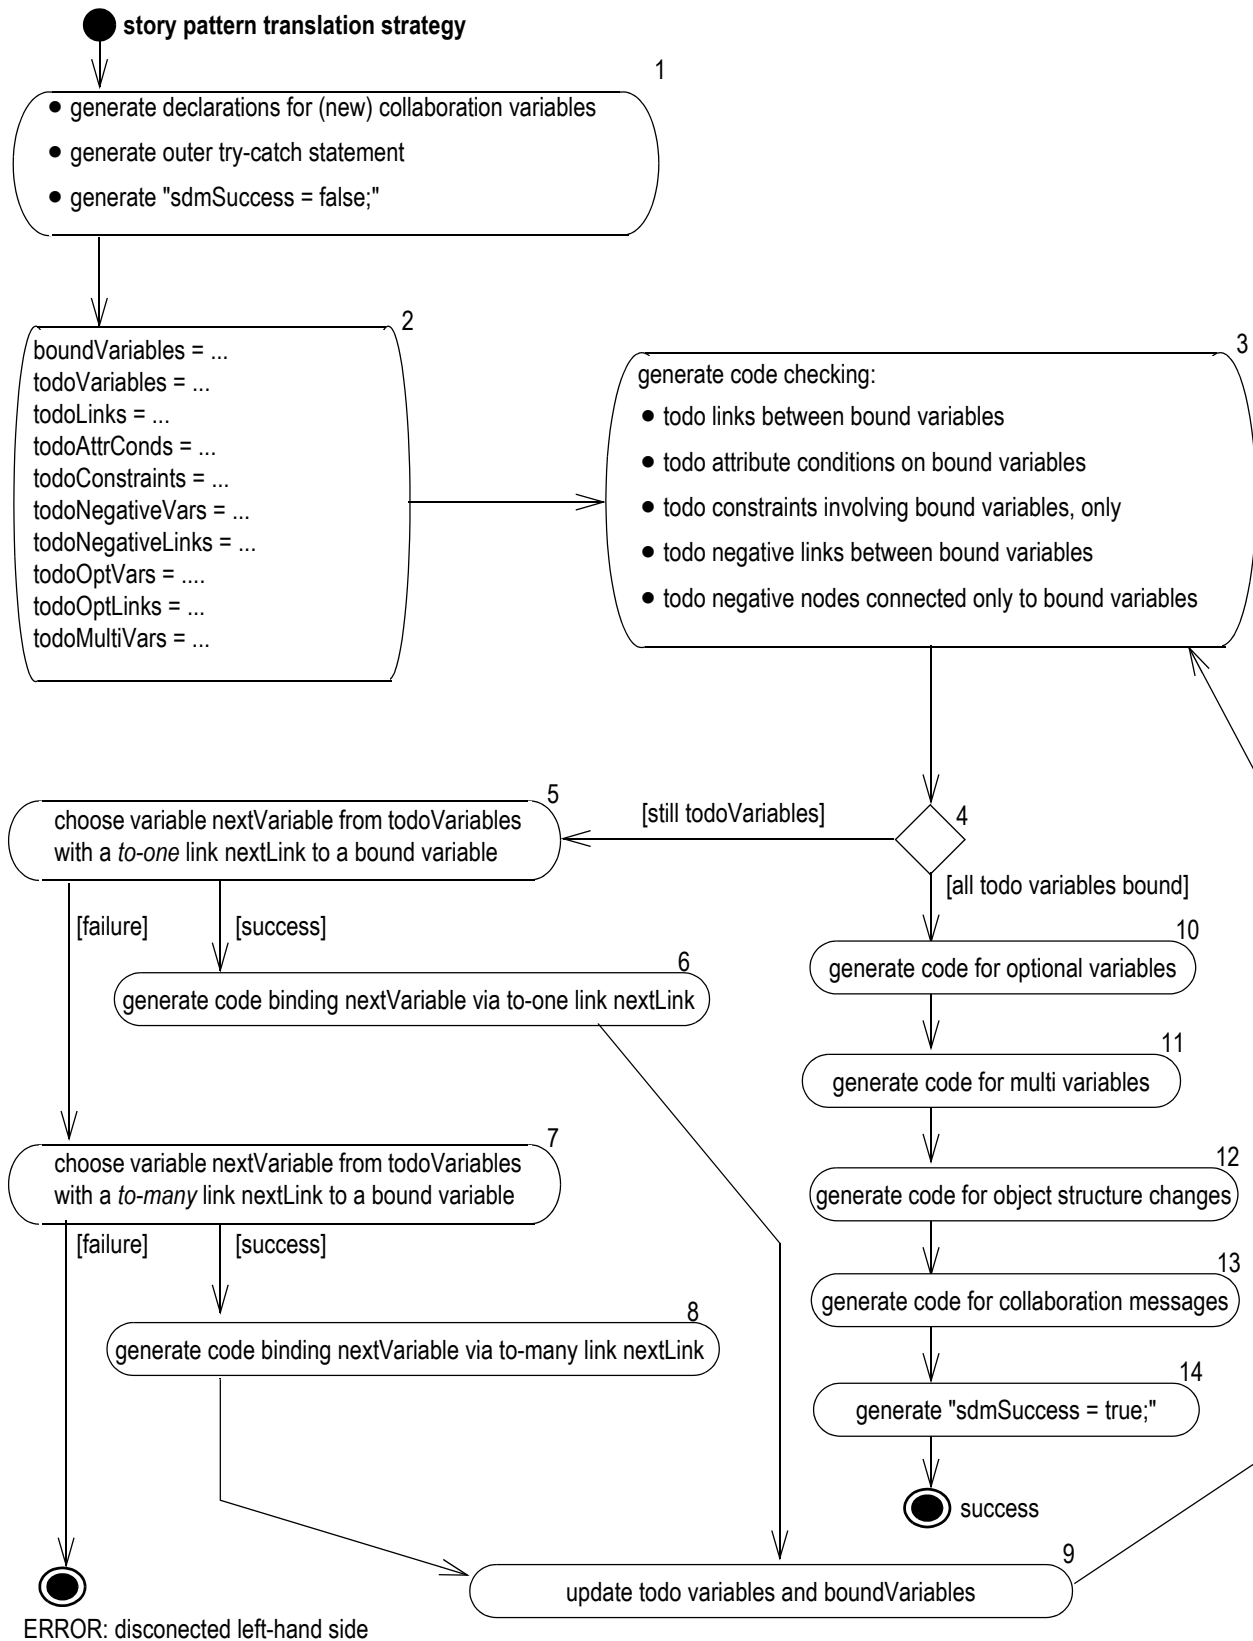 story pattern translation strategy
1
● generate declarations for (new) collaboration variables
● generate outer try-catch statement
● generate "sdmSuccess = false;"
2
boundVariables = ...
todoVariables = ...
todoLinks = ...
todoAttrConds = ...
todoConstraints = ...
todoNegativeVars = ...
todoNegativeLinks = ...
todoOptVars = ....
todoOptLinks = ...
todoMultiVars = ...
3
generate code checking:
● todo links between bound variables
● todo attribute conditions on bound variables
● todo constraints involving bound variables, only
● todo negative links between bound variables
● todo negative nodes connected only to bound variables
4
[still todoVariables]
[all todo variables bound]
5
choose variable nextVariable from todoVariables
with a to-one link nextLink to a bound variable
[failure]
[success]
6
generate code binding nextVariable via to-one link nextLink
7
choose variable nextVariable from todoVariables
with a to-many link nextLink to a bound variable
[failure]
[success]
8
generate code binding nextVariable via to-many link nextLink
10
generate code for optional variables
11
generate code for multi variables
12
generate code for object structure changes
13
generate code for collaboration messages
14
generate "sdmSuccess = true;"
success
9
update todo variables and boundVariables
ERROR: disconected left-hand side